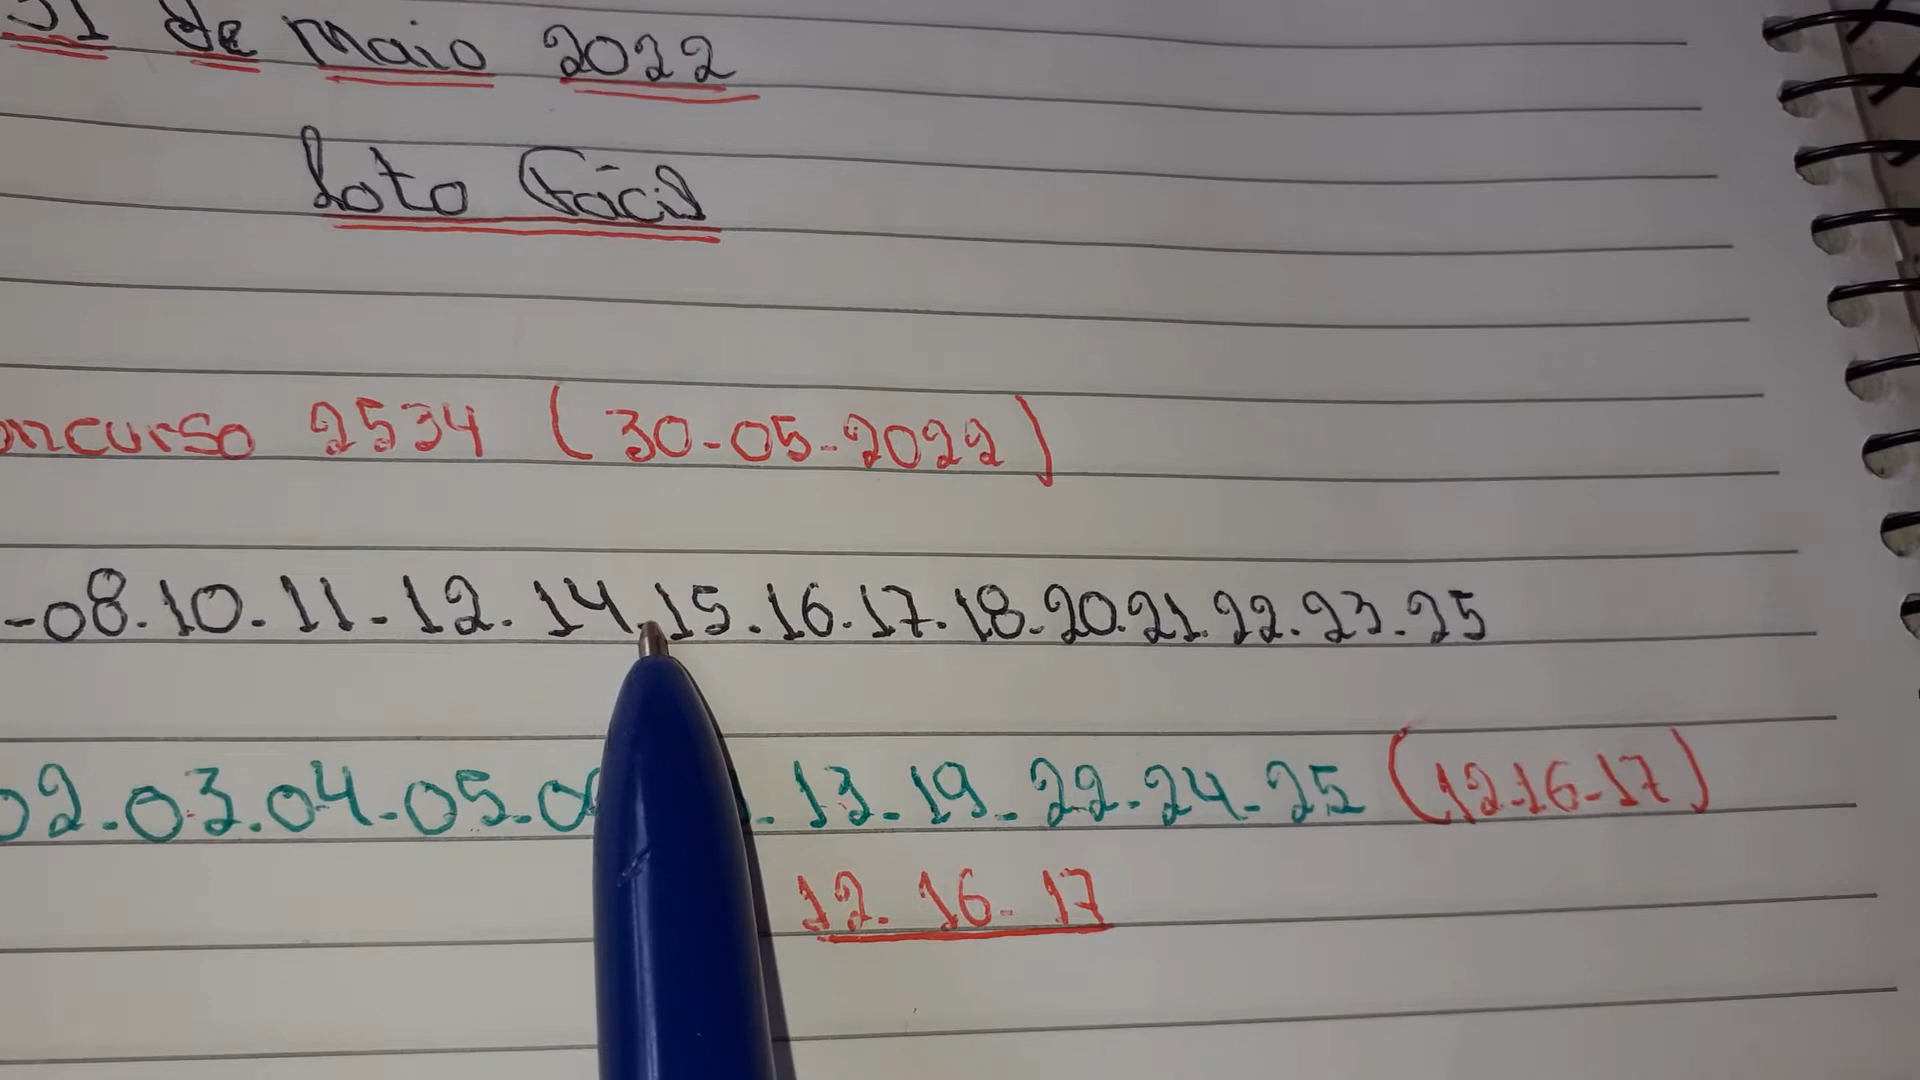 31 de maio 2022
Loto Fácil
oncurso 2534 (30-05-2022)
-08.10.11-12.14.15.16.17.18.20.21.22.23.25
02.03.04-05-0 . 13-19-22-24-25 (12-16-17)
12. 16- 17